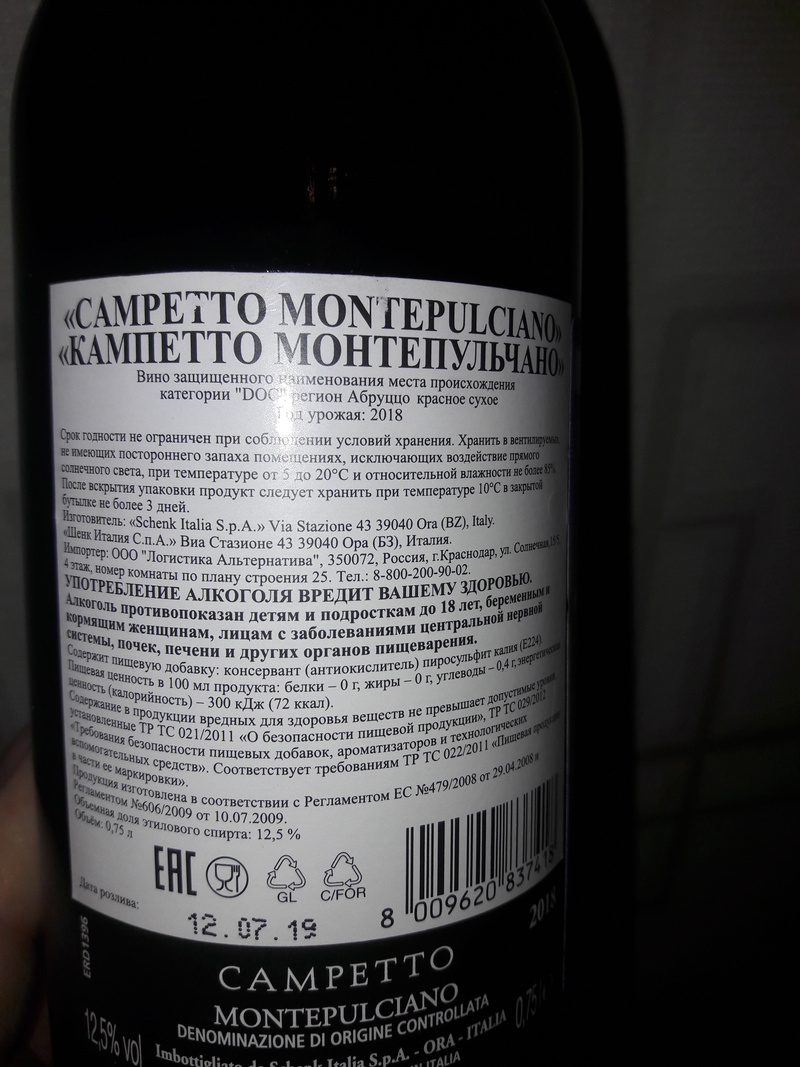 «CAMPETTO MONTEPULCIANO»
«КАМПЕТТО МОНТЕПУЛЬЧАНО»
Вино защищенного наименования места происхождения
категории "DOC" регион Абруццо красное сухое
Год урожая: 2018
Срок годности не ограничен при соблюдении условий хранения. Хранить в вентилируемых,
не имеющих постороннего запаха помещениях, исключающих воздействие прямого
солнечного света, при температуре от 5 до 20°C и относительной влажности не более 85%.
После вскрытия упаковки продукт следует хранить при температуре 10°C в закрытой
бутылке не более 3 дней.
Изготовитель: «Schenk Italia S.p.A.» Via Stazione 43 39040 Ora (BZ), Italy.
«Шенк Италия С.п.А.» Виа Стазионе 43 39040 Ора (БЗ), Италия.
Импортер: ООО "Логистика Альтернатива", 350072, Россия, г.Краснодар, ул. Солнечная,
4 этаж, номер комнаты по плану строения 25. Тел.: 8-800-200-90-02.
УПОТРЕБЛЕНИЕ АЛКОГОЛЯ ВРЕДИТ ВАШЕМУ ЗДОРОВЬЮ.
Алкоголь противопоказан детям и подросткам до 18 лет, беременным и
кормящим женщинам, лицам с заболеваниями центральной нервной
системы, почек, печени и других органов пищеварения.
Содержит пищевую добавку: консервант (антиокислитель) пиросульфит калия (E224).
Пищевая ценность в 100 мл продукта: белки – 0 г, жиры – 0 г, углеводы – 0,4 г, энергетическая
ценность (калорийность) – 300 кДж (72 ккал).
Содержание в продукции вредных для здоровья веществ не превышает допустимые уровни,
установленные ТР ТС 021/2011 «О безопасности пищевой продукции», ТР ТС 029/2012
«Требования безопасности пищевых добавок, ароматизаторов и технологических
вспомогательных средств». Соответствует требованиям ТР ТС 022/2011 «Пищевая продукция
в части ее маркировки».
Продукция изготовлена в соответствии с Регламентом ЕС №479/2008 от 29.04.2008 и
Регламентом №606/2009 от 10.07.2009.
Объемная доля этилового спирта: 12,5 %
Объём: 0,75 л
EAC
GL
C/FOR
Дата розлива:
12.07.19
8 009620 837418
ERD1396
2018
CAMPETTO
MONTEPULCIANO
DENOMINAZIONE DI ORIGINE CONTROLLATA
12,5% vol
0,75
Imbottigliato da Schenk Italia S.p.A. - ORA - ITALIA
IN ITALIA